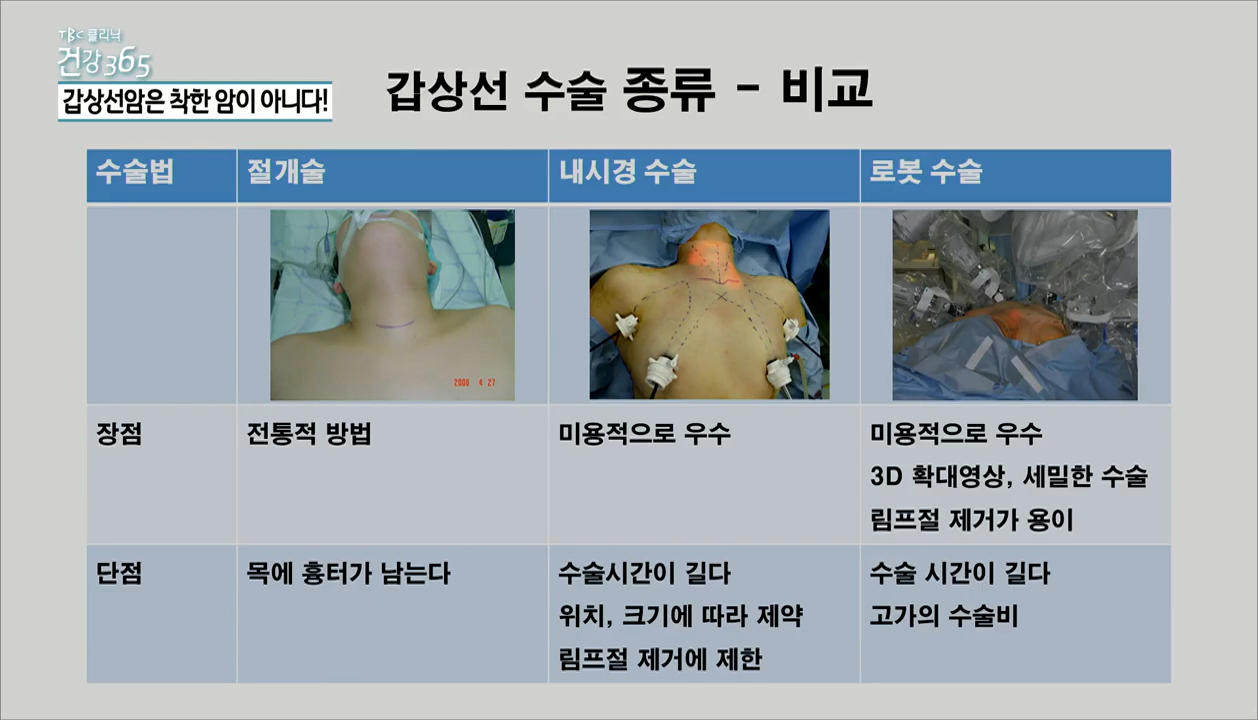 TBC 클리닉
건강 365
갑상선암은 착한 암이 아니다!
갑상선 수술 종류 - 비교
수술법 절개술 내시경 수술 로봇 수술
2006 4 27
장점 전통적 방법 미용적으로 우수 미용적으로 우수
3D 확대영상, 세밀한 수술
림프절 제거가 용이
단점 목에 흉터가 남는다 수술시간이 길다 수술 시간이 길다
위치, 크기에 따라 제약 고가의 수술비
림프절 제거에 제한